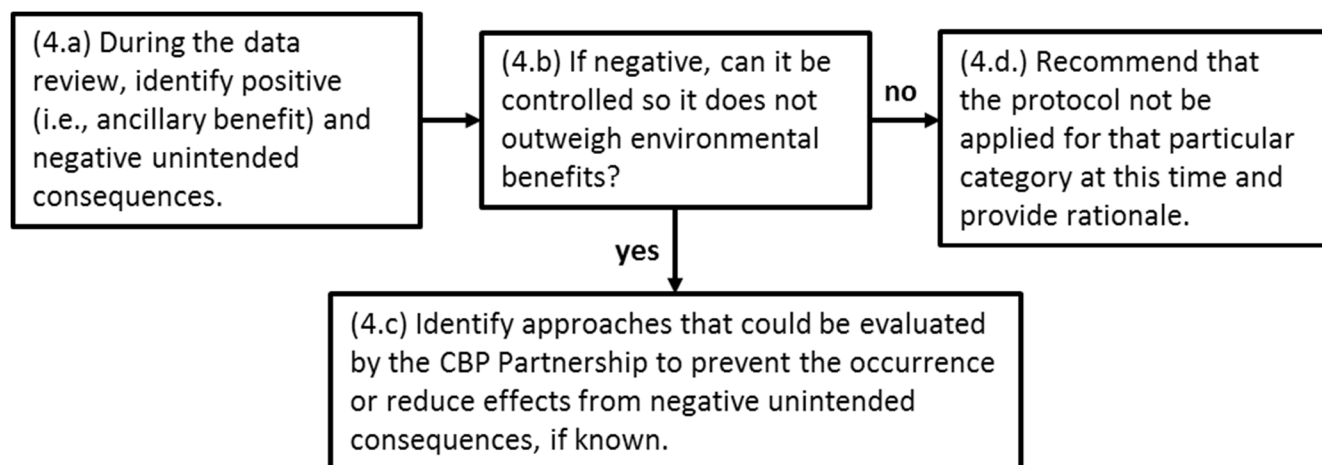 (4.a) During the data
review, identify positive
(i.e., ancillary benefit) and
negative unintended
consequences.
(4.b) If negative, can it be
controlled so it does not
outweigh environmental
benefits?
no
(4.d.) Recommend that
the protocol not be
applied for that particular
category at this time and
provide rationale.
yes
(4.c) Identify approaches that could be evaluated
by the CBP Partnership to prevent the occurrence
or reduce effects from negative unintended
consequences, if known.